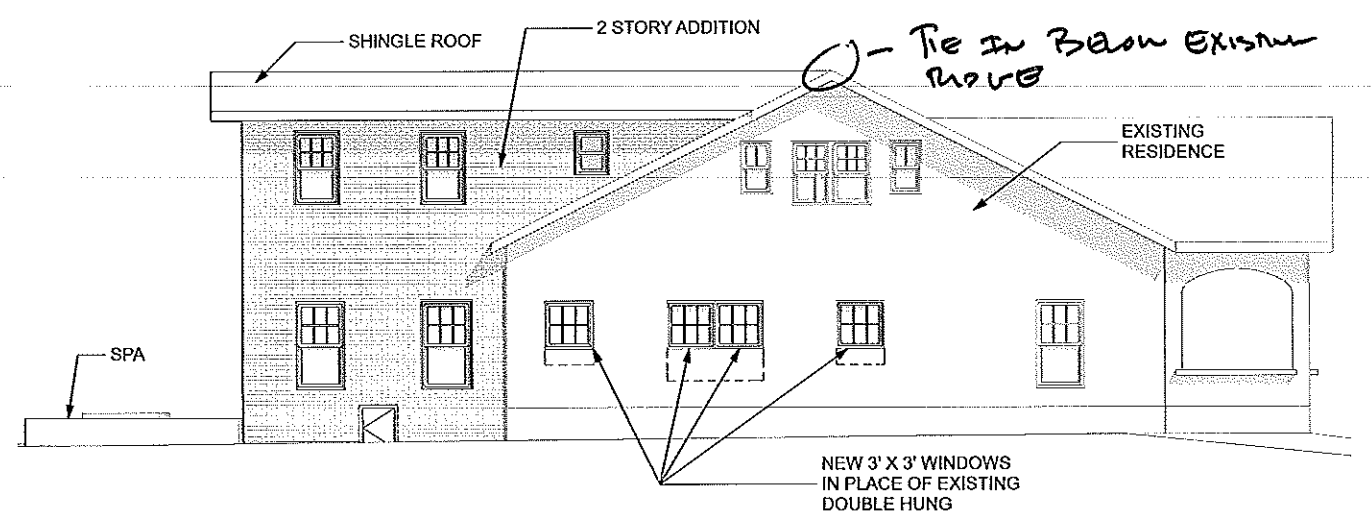 SHINGLE ROOF
2 STORY ADDITION
- TIE IN BELOW EXISTING
RIDGE
EXISTING
RESIDENCE
SPA
NEW 3' X 3' WINDOWS
IN PLACE OF EXISTING
DOUBLE HUNG